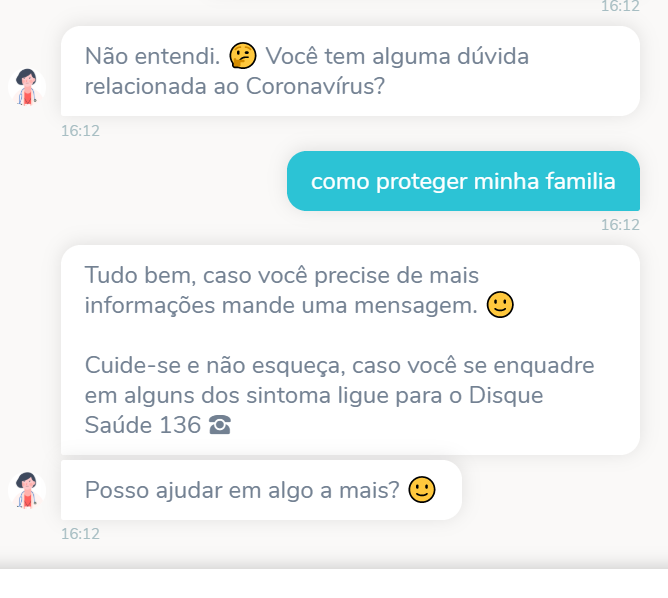 16:12
Não entendi. 🤔 Você tem alguma dúvida
relacionada ao Coronavírus?
16:12
como proteger minha familia
16:12
Tudo bem, caso você precise de mais
informações mande uma mensagem. 🙂
Cuide-se e não esqueça, caso você se enquadre
em alguns dos sintoma ligue para o Disque
Saúde 136 ☎
Posso ajudar em algo a mais? 🙂
16:12